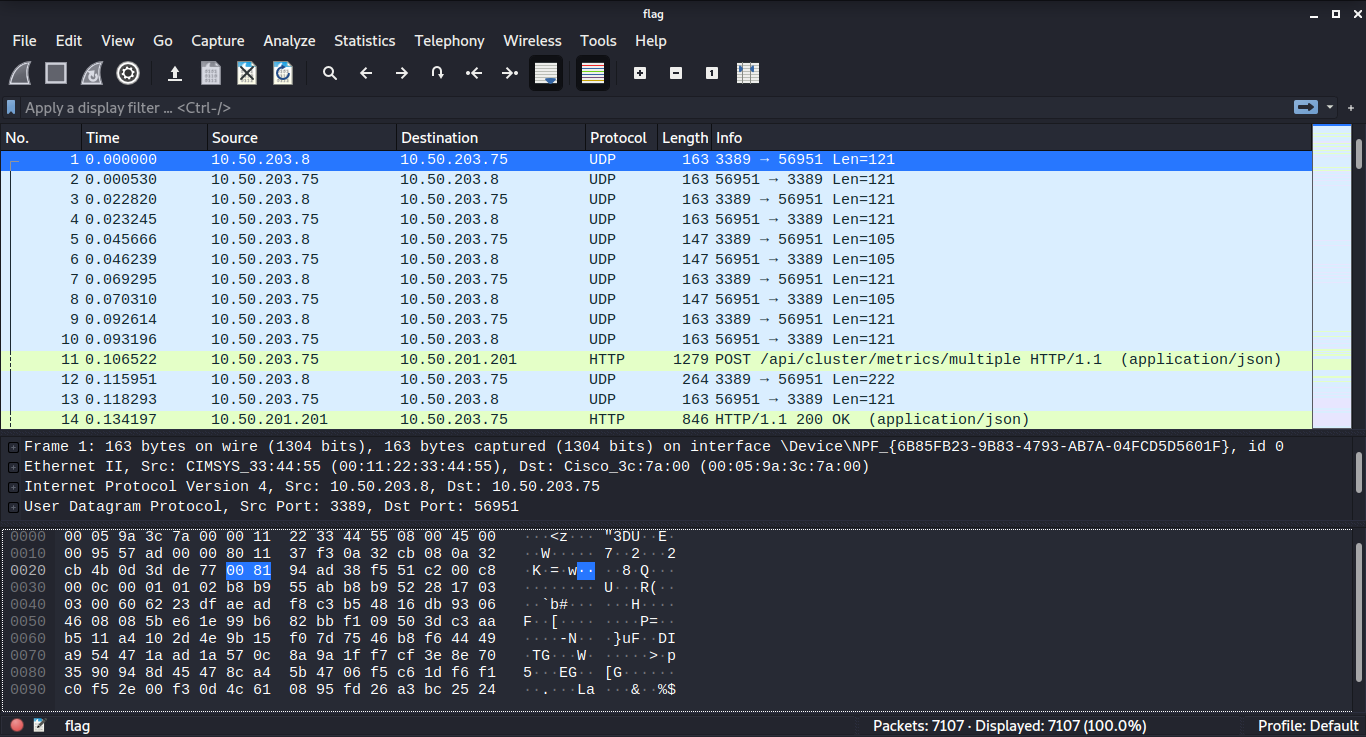 flag
File Edit View Go Capture Analyze Statistics Telephony Wireless Tools Help
Apply a display filter … <Ctrl-/>
No. Time Source Destination Protocol Length Info
1 0.000000 10.50.203.8 10.50.203.75 UDP 163 3389 → 56951 Len=121
2 0.000530 10.50.203.75 10.50.203.8 UDP 163 56951 → 3389 Len=121
3 0.022820 10.50.203.8 10.50.203.75 UDP 163 3389 → 56951 Len=121
4 0.023245 10.50.203.75 10.50.203.8 UDP 163 56951 → 3389 Len=121
5 0.045666 10.50.203.8 10.50.203.75 UDP 147 3389 → 56951 Len=105
6 0.046239 10.50.203.75 10.50.203.8 UDP 147 56951 → 3389 Len=105
7 0.069295 10.50.203.8 10.50.203.75 UDP 163 3389 → 56951 Len=121
8 0.070310 10.50.203.75 10.50.203.8 UDP 147 56951 → 3389 Len=105
9 0.092614 10.50.203.8 10.50.203.75 UDP 163 3389 → 56951 Len=121
10 0.093196 10.50.203.75 10.50.203.8 UDP 163 56951 → 3389 Len=121
11 0.106522 10.50.203.75 10.50.201.201 HTTP 1279 POST /api/cluster/metrics/multiple HTTP/1.1  (application/json)
12 0.115951 10.50.203.8 10.50.203.75 UDP 264 3389 → 56951 Len=222
13 0.118293 10.50.203.8 10.50.203.75 UDP 163 3389 → 56951 Len=121
14 0.134197 10.50.201.201 10.50.203.75 HTTP 846 HTTP/1.1 200 OK  (application/json)
Frame 1: 163 bytes on wire (1304 bits), 163 bytes captured (1304 bits) on interface \Device\NPF_{6B85FB23-9B83-4793-AB7A-04FCD5D5601F}, id 0
Ethernet II, Src: CIMSYS_33:44:55 (00:11:22:33:44:55), Dst: Cisco_3c:7a:00 (00:05:9a:3c:7a:00)
Internet Protocol Version 4, Src: 10.50.203.8, Dst: 10.50.203.75
User Datagram Protocol, Src Port: 3389, Dst Port: 56951
0000 00 05 9a 3c 7a 00 00 11 22 33 44 55 08 00 45 00 ···<z··· "3DU··E·
0010 00 95 57 ad 00 00 80 11 37 f3 0a 32 cb 08 0a 32 ··W····· 7··2···2
0020 cb 4b 0d 3d de 77 00 81 94 ad 38 f5 51 c2 00 c8 ·K·=·w·· ··8·Q···
0030 00 0c 00 01 01 02 b8 b9 55 ab b8 b9 52 28 17 03 ········ U···R(··
0040 03 00 60 62 23 df ae ad f8 c3 b5 48 16 db 93 06 ··`b#··· ···H····
0050 46 08 08 5b e6 1e 99 b6 82 bb f1 09 50 3d c3 aa F··[···· ····P=··
0060 b5 11 a4 10 2d 4e 9b 15 f0 7d 75 46 b8 f6 44 49 ····-N·· ·}uF··DI
0070 a9 54 47 1a ad 1a 57 0c 8a 9a 1f f7 cf 3e 8e 70 ·TG···W· ·····>·p
0080 35 90 94 8d 45 47 8c a4 5b 47 06 f5 c6 1d f6 f1 5···EG·· [G······
0090 c0 f5 2e 00 f3 0d 4c 61 08 95 fd 26 a3 bc 25 24 ··.···La ···&··%$
flag Packets: 7107 · Displayed: 7107 (100.0%) Profile: Default